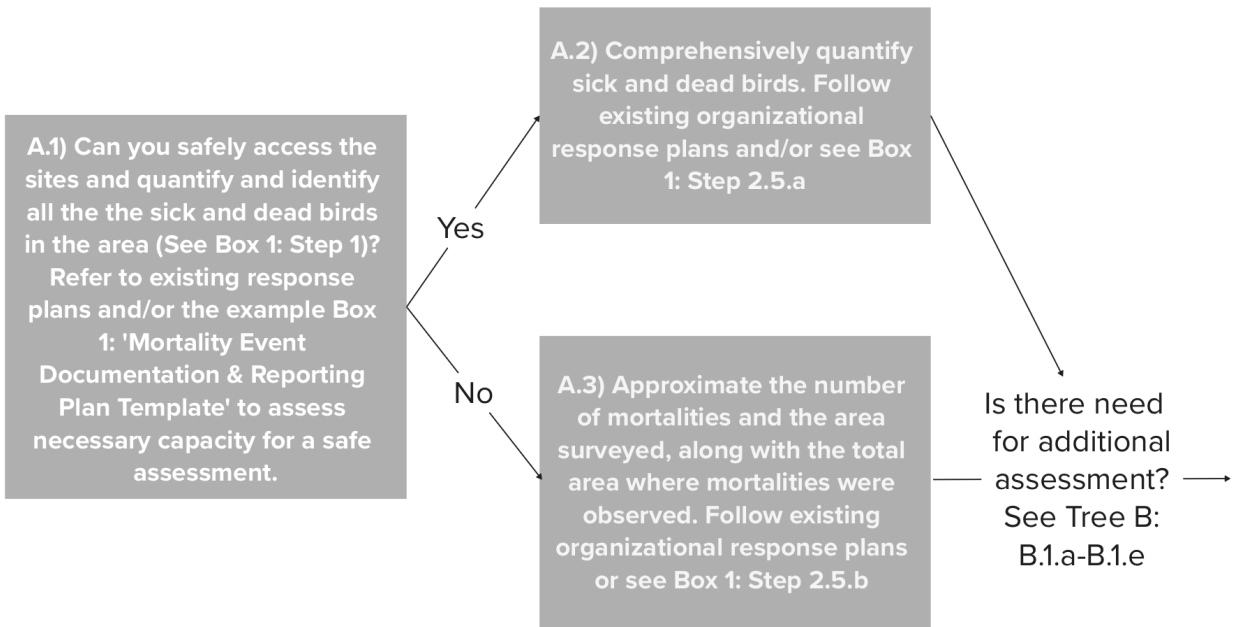 A.1) Can you safely access the
sites and quantify and identify
all the the sick and dead birds
in the area (See Box 1: Step 1)?
Refer to existing response
plans and/or the example Box
1: 'Mortality Event
Documentation & Reporting
Plan Template' to assess
necessary capacity for a safe
assessment.
Yes
No
A.2) Comprehensively quantify
sick and dead birds. Follow
existing organizational
response plans and/or see Box
1: Step 2.5.a
A.3) Approximate the number
of mortalities and the area
surveyed, along with the total
area where mortalities were
observed. Follow existing
organizational response plans
or see Box 1: Step 2.5.b
Is there need
for additional
assessment?
See Tree B:
B.1.a-B.1.e